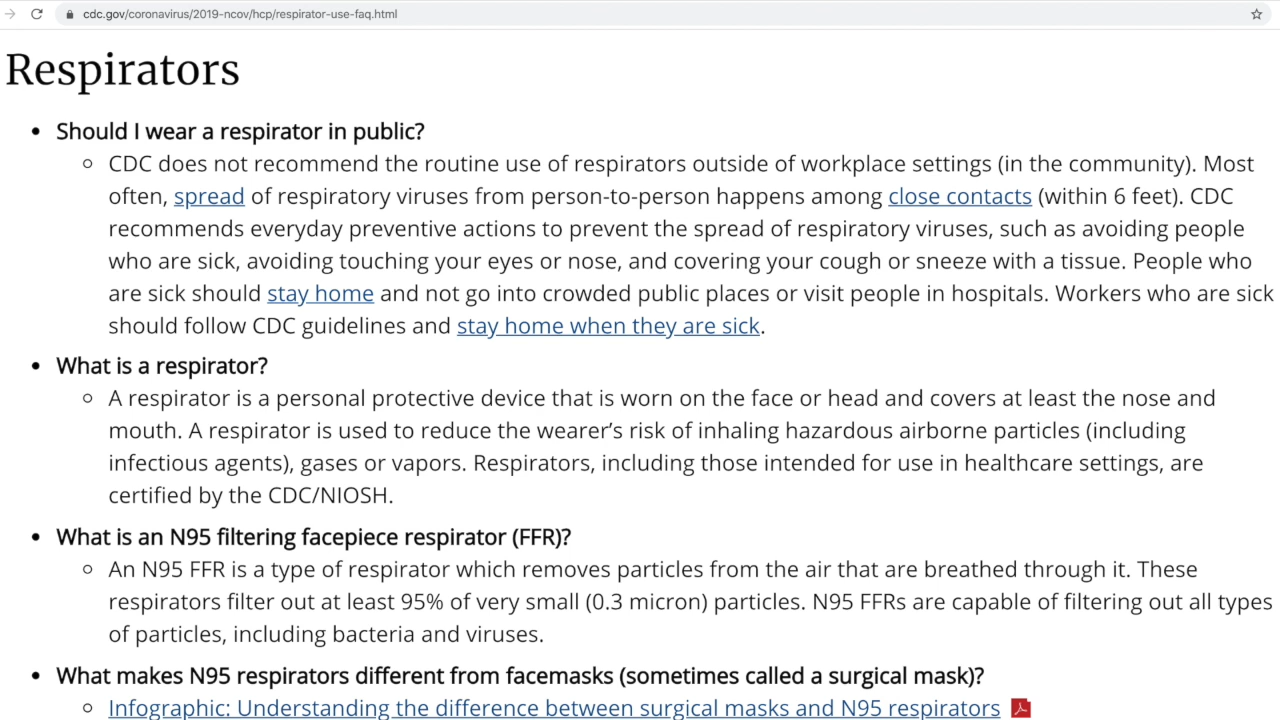 cdc.gov/coronavirus/2019-ncov/hcp/respirator-use-faq.html
Respirators
• Should I wear a respirator in public?
○ CDC does not recommend the routine use of respirators outside of workplace settings (in the community). Most
often, spread of respiratory viruses from person-to-person happens among close contacts (within 6 feet). CDC
recommends everyday preventive actions to prevent the spread of respiratory viruses, such as avoiding people
who are sick, avoiding touching your eyes or nose, and covering your cough or sneeze with a tissue. People who
are sick should stay home and not go into crowded public places or visit people in hospitals. Workers who are sick
should follow CDC guidelines and stay home when they are sick.
• What is a respirator?
○ A respirator is a personal protective device that is worn on the face or head and covers at least the nose and
mouth. A respirator is used to reduce the wearer’s risk of inhaling hazardous airborne particles (including
infectious agents), gases or vapors. Respirators, including those intended for use in healthcare settings, are
certified by the CDC/NIOSH.
• What is an N95 filtering facepiece respirator (FFR)?
○ An N95 FFR is a type of respirator which removes particles from the air that are breathed through it. These
respirators filter out at least 95% of very small (0.3 micron) particles. N95 FFRs are capable of filtering out all types
of particles, including bacteria and viruses.
• What makes N95 respirators different from facemasks (sometimes called a surgical mask)?
○ Infographic: Understanding the difference between surgical masks and N95 respirators